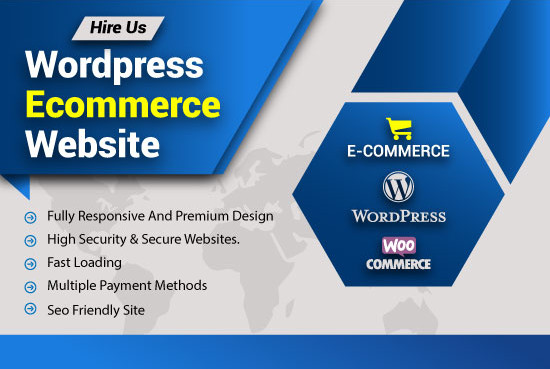 Hire Us
Wordpress
Ecommerce
Website
Fully Responsive And Premium Design
High Security & Secure Websites.
Fast Loading
Multiple Payment Methods
Seo Friendly Site
E-COMMERCE
W
WORDPRESS
WOO
COMMERCE